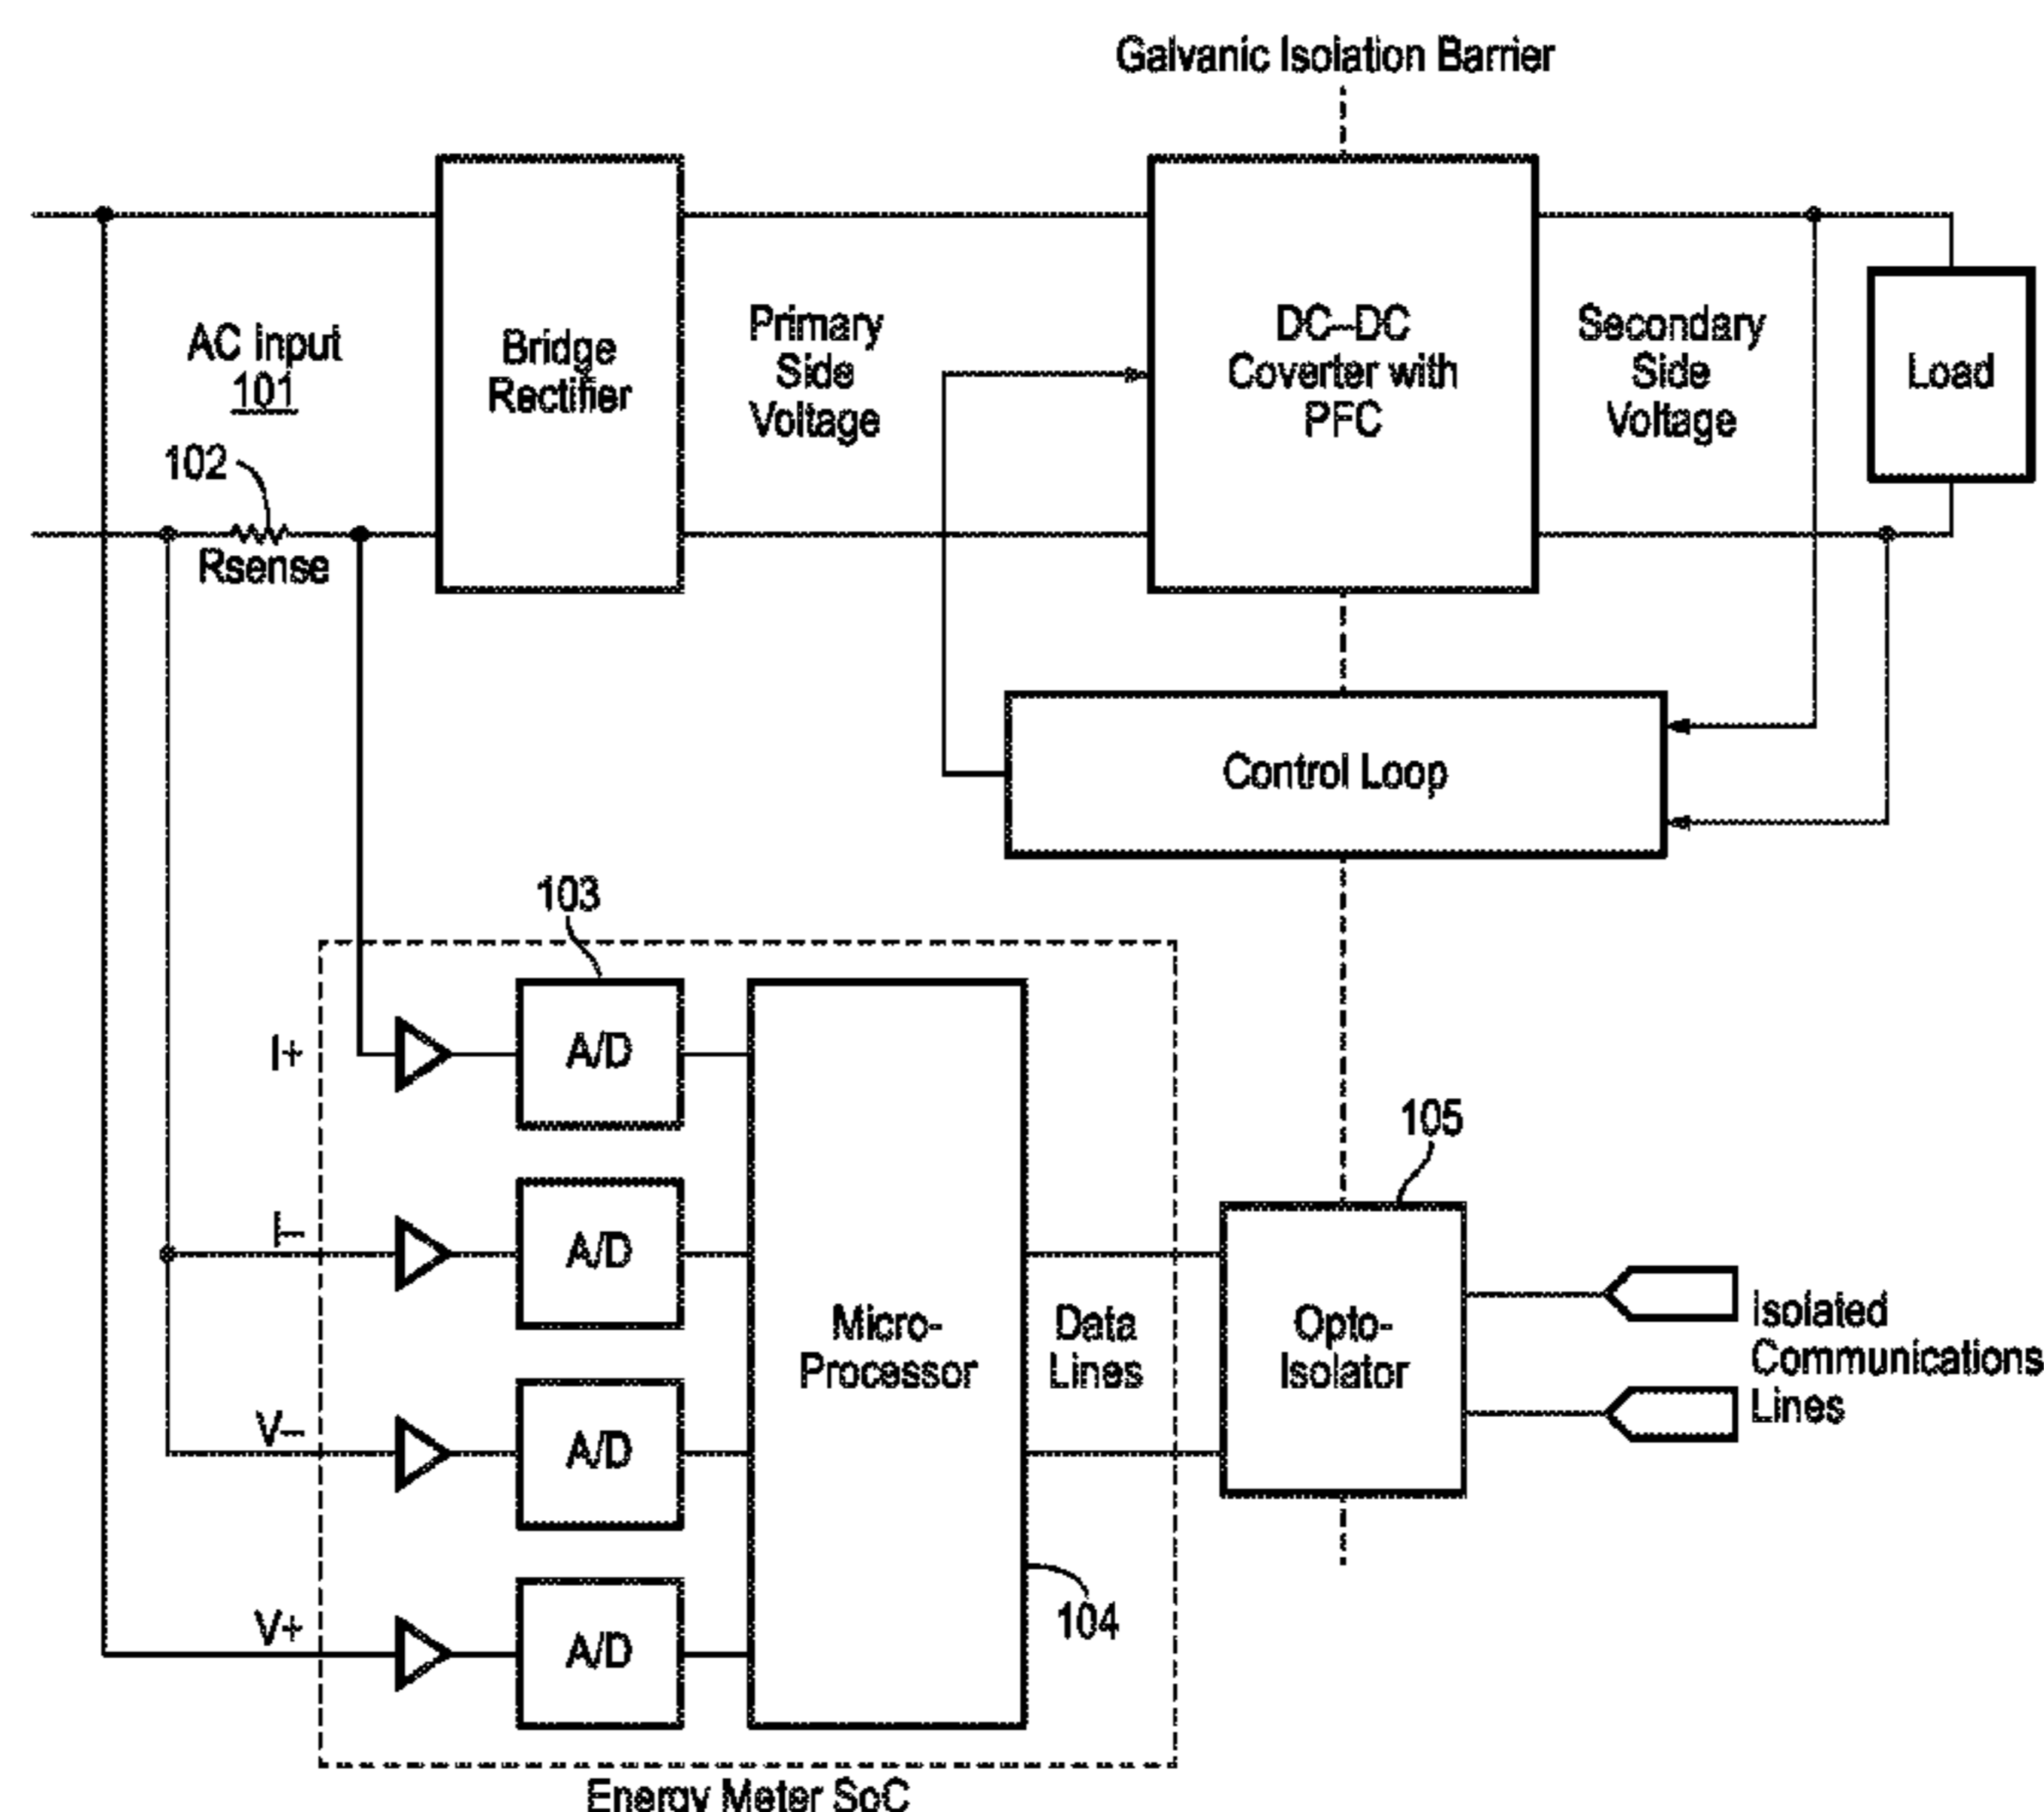 Galvanic Isolation Barrier
AC Input
101
Bridge
Rectifier
Primary
Side
Voltage
DC–DC
Coverter with
PFC
Secondary
Side
Voltage
Load
102
Rsense
Control Loop
103
I+
A/D
I–
A/D
V–
A/D
V+
A/D
Micro-
Processor
104
Data
Lines
105
Opto-
Isolator
Isolated
Communications
Lines
Energy Meter SoC